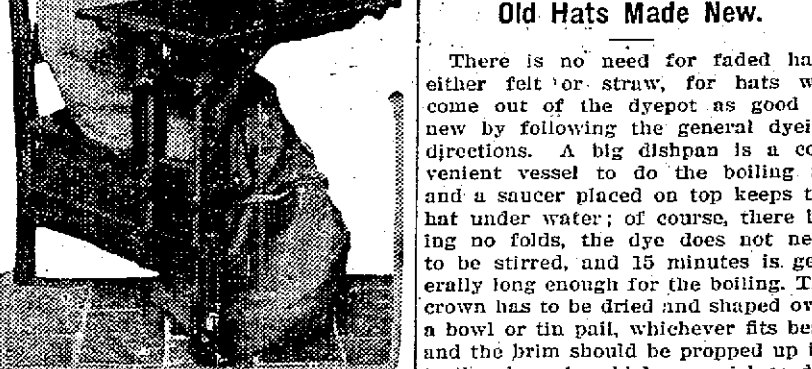 Old Hats Made New.
There is no need for faded ha
either felt or straw, for hats w
come out of the dyepot as good
new by following the general dyei
directions. A big dishpan is a co
venient vessel to do the boiling
and a saucer placed on top keeps t
hat under water; of course, there b
ing no folds, the dye does not ne
to be stirred, and 15 minutes is ge
erally long enough for the boiling. T
crown has to be dried and shaped ov
a bowl or tin pail, whichever fits be
and the brim should be propped up i